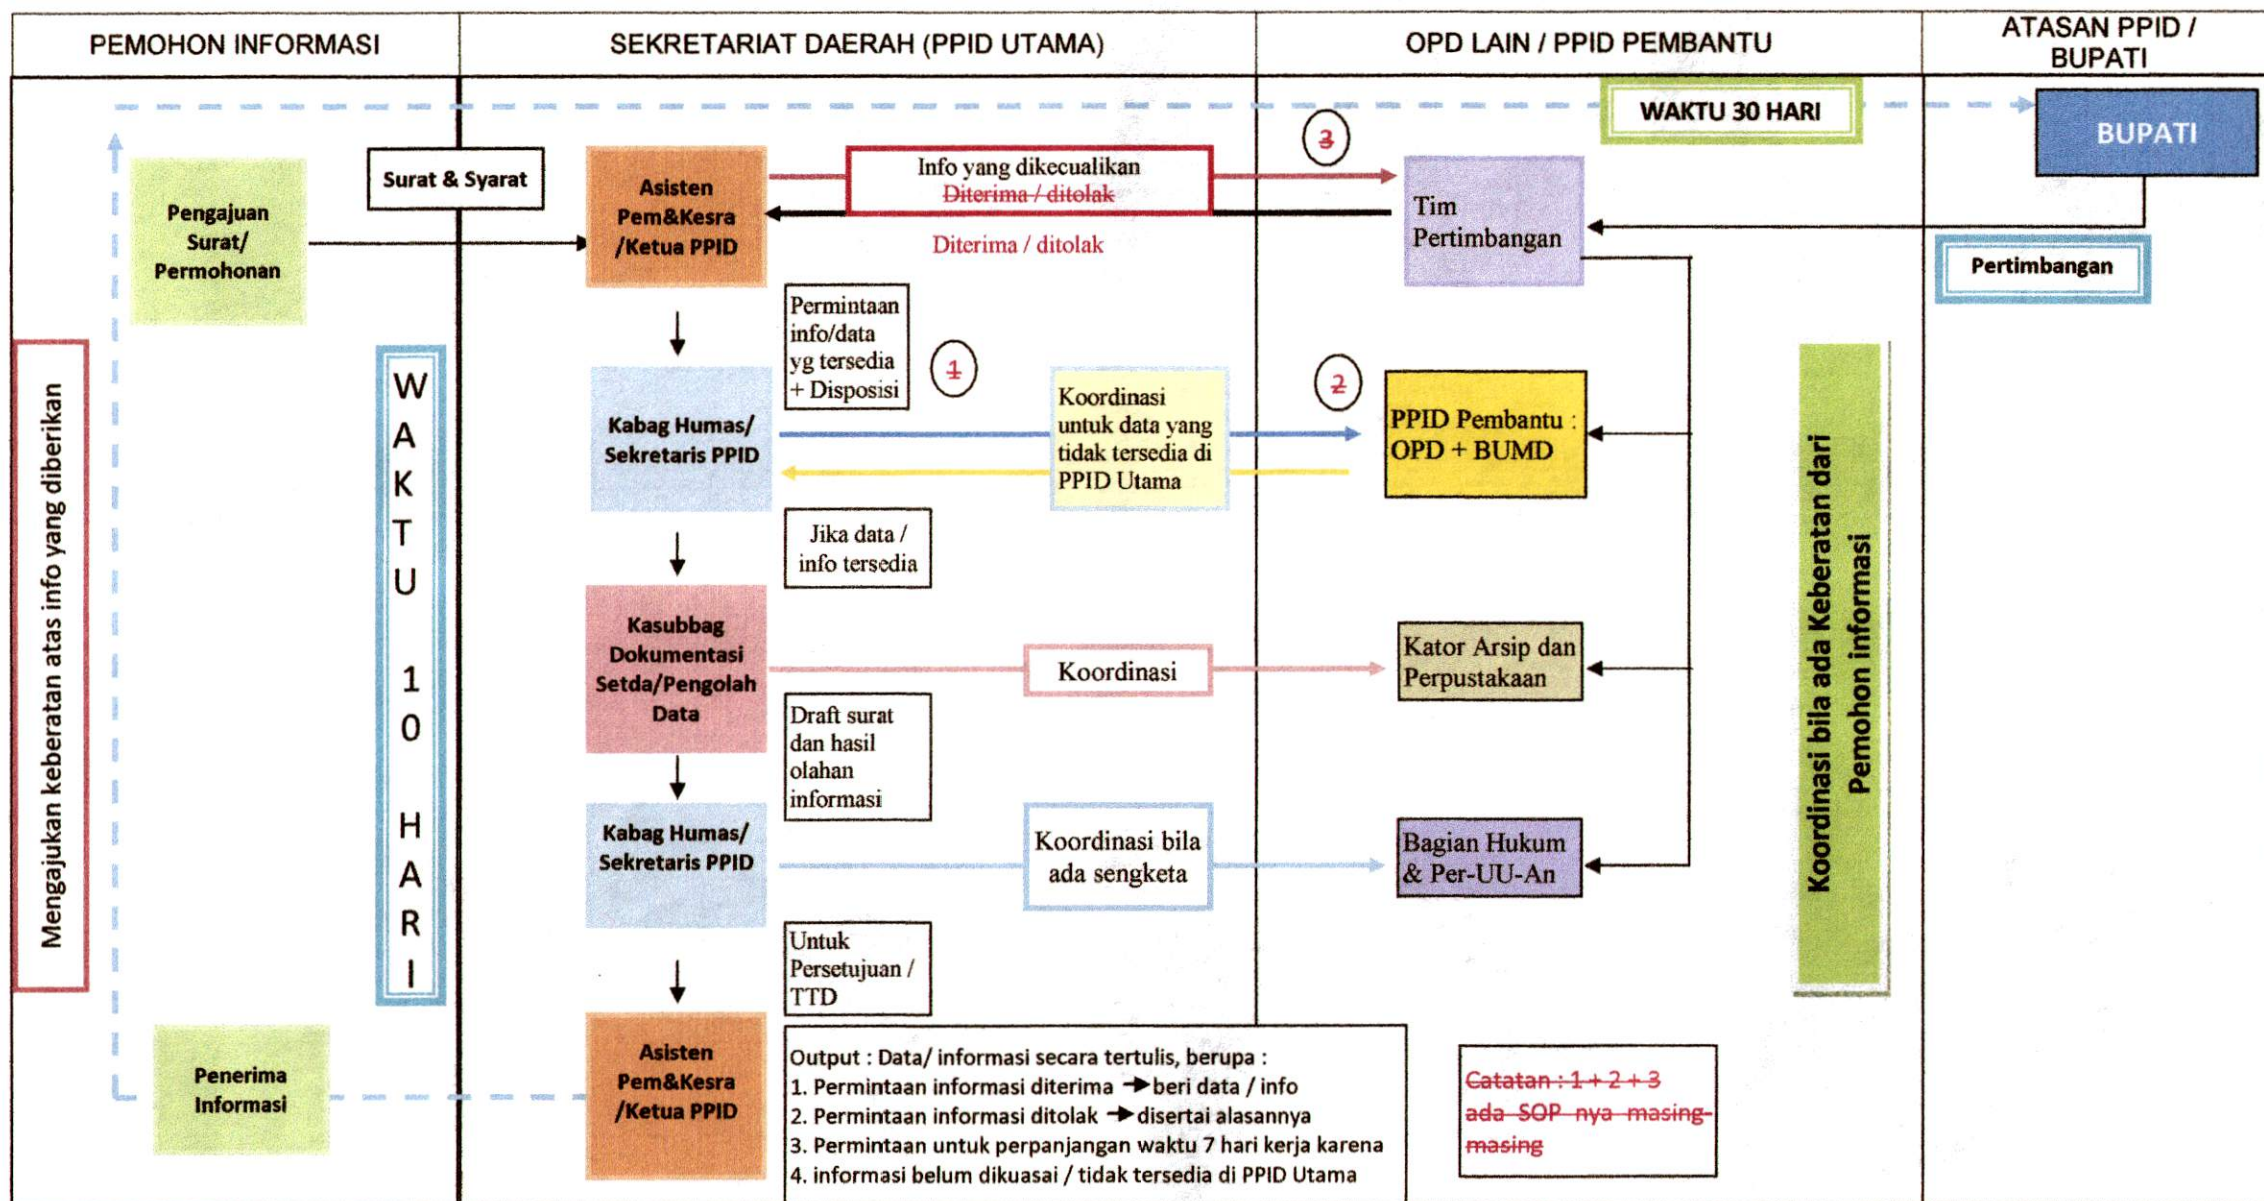 PEMOHON INFORMASI
SEKRETARIAT DAERAH (PPID UTAMA)
OPD LAIN / PPID PEMBANTU
ATASAN PPID /
BUPATI
WAKTU 30 HARI
BUPATI
Pengajuan
Surat/
Permohonan
Surat & Syarat
Asisten
Pem&Kesra
/Ketua PPID
Info yang dikecualikan
Diterima / ditolak
Diterima / ditolak
3
Tim
Pertimbangan
Pertimbangan
Permintaan
info/data
yg tersedia
+ Disposisi
1
Kabag Humas/
Sekretaris PPID
Koordinasi
untuk data yang
tidak tersedia di
PPID Utama
2
PPID Pembantu :
OPD + BUMD
Mengajukan keberatan atas info yang diberikan
WAKTU 10 HARI
Jika data /
info tersedia
Kasubbag
Dokumentasi
Setda/Pengolah
Data
Koordinasi
Kator Arsip dan
Perpustakaan
Koordinasi bila ada Keberatan dari
Pemohon informasi
Draft surat
dan hasil
olahan
informasi
Kabag Humas/
Sekretaris PPID
Koordinasi bila
ada sengketa
Bagian Hukum
& Per-UU-An
Untuk
Persetujuan /
TTD
Penerima
Informasi
Asisten
Pem&Kesra
/Ketua PPID
Output : Data/ informasi secara tertulis, berupa :
1. Permintaan informasi diterima → beri data / info
2. Permintaan informasi ditolak → disertai alasannya
3. Permintaan untuk perpanjangan waktu 7 hari kerja karena
4. informasi belum dikuasai / tidak tersedia di PPID Utama
Catatan : 1 + 2 + 3
ada SOP nya masing-
masing